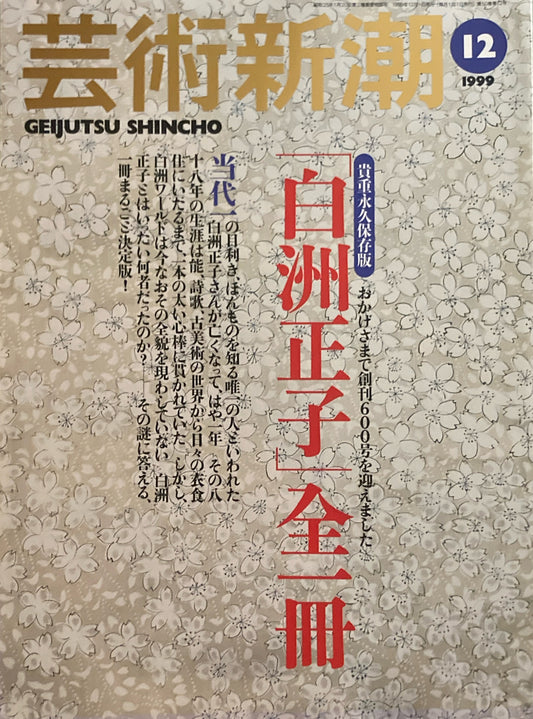 芸術新潮
GEIJUTSU SHINCHO
12
1999
貴重永久保存版
おかげさまで創刊600号を迎えました
「白洲正子」全一冊
当代一の目利き、ほんものを知る唯一の人といわれた
白洲正子さんが亡くなって、はや一年 その八
十八年の生涯は能、詩歌、古美術の世界から日々の衣食
住にいたるまで、一本の太い心棒に貫かれていた しかし、
白洲ワールドは今なおその全貌を現わしていない 白洲
正子とはいったい何者だったのか？――その謎に答える、
一冊まるごと決定版！